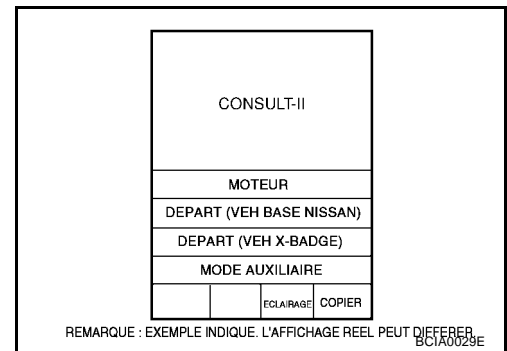 CONSULT-II
MOTEUR
DEPART (VEH BASE NISSAN)
DEPART (VEH X-BADGE)
MODE AUXILIAIRE
ECLAIRAGE COPIER
REMARQUE : EXEMPLE INDIQUE. L'AFFICHAGE REEL PEUT DIFFERER.
BCIA0029E